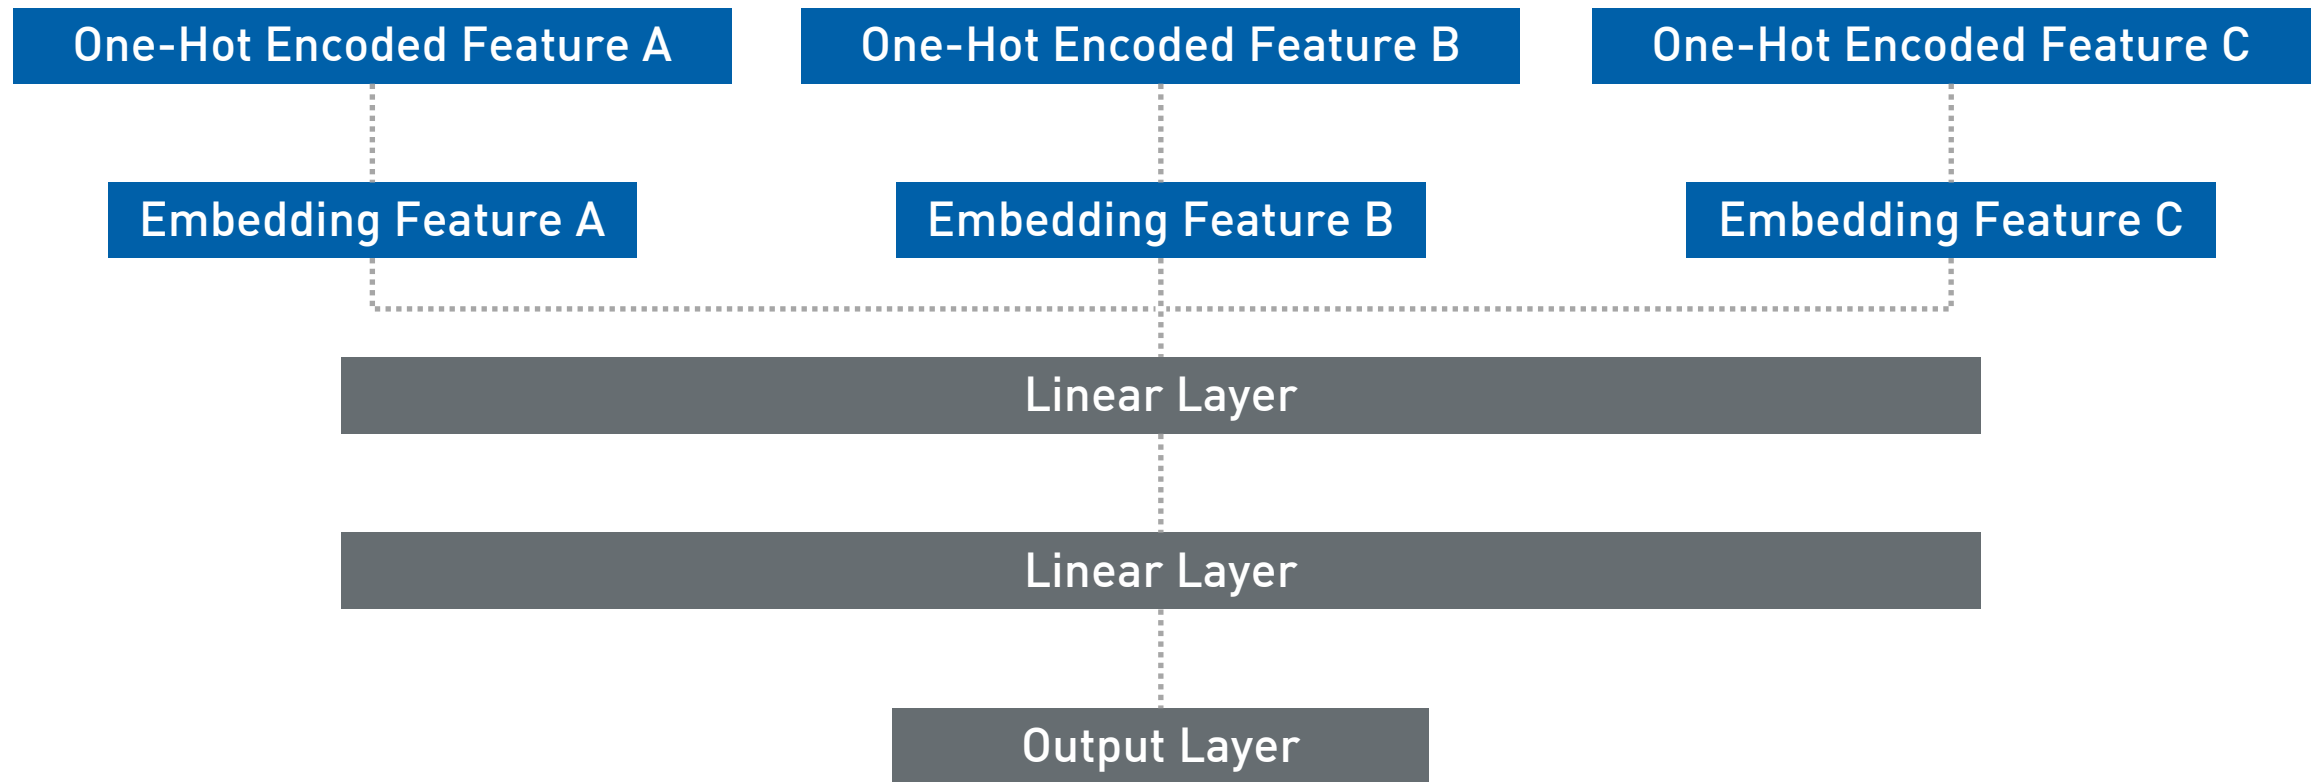 One-Hot Encoded Feature A
One-Hot Encoded Feature B
One-Hot Encoded Feature C
Embedding Feature A
Embedding Feature B
Embedding Feature C
Linear Layer
Linear Layer
Output Layer